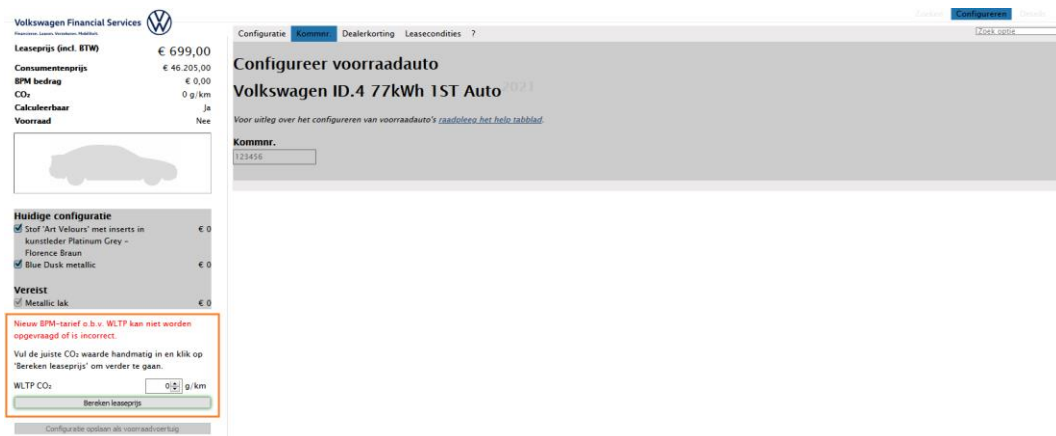 Volkswagen Financial Services
Financieren. Leasen. Verzekeren. Mobiliteit.
Leaseprijs (incl. BTW) € 699,00
Consumentenprijs € 46.205,00
BPM bedrag € 0,00
CO₂ 0 g/km
Calculeerbaar Ja
Voorraad Nee
Huidige configuratie
Stof 'Art Velours' met inserts in € 0
kunstleder Platinum Grey -
Florence Braun
Blue Dusk metallic € 0
Vereist
Metallic lak € 0
Nieuw BPM-tarief o.b.v. WLTP kan niet worden
opgevraagd of is incorrect.
Vul de juiste CO₂ waarde handmatig in en klik op
'Bereken leaseprijs' om verder te gaan.
WLTP CO₂ 0 g/km
Bereken leaseprijs
Configuratie opslaan als voorraadvoertuig
Zoeken Configureren Details
Configuratie Kommnr. Dealerkorting Leasecondities ?
Zoek optie
Configureer voorraadauto
Volkswagen ID.4 77kWh 1ST Auto 2021
Voor uitleg over het configureren van voorraadauto's raadpleeg het help tabblad.
Kommnr.
123456